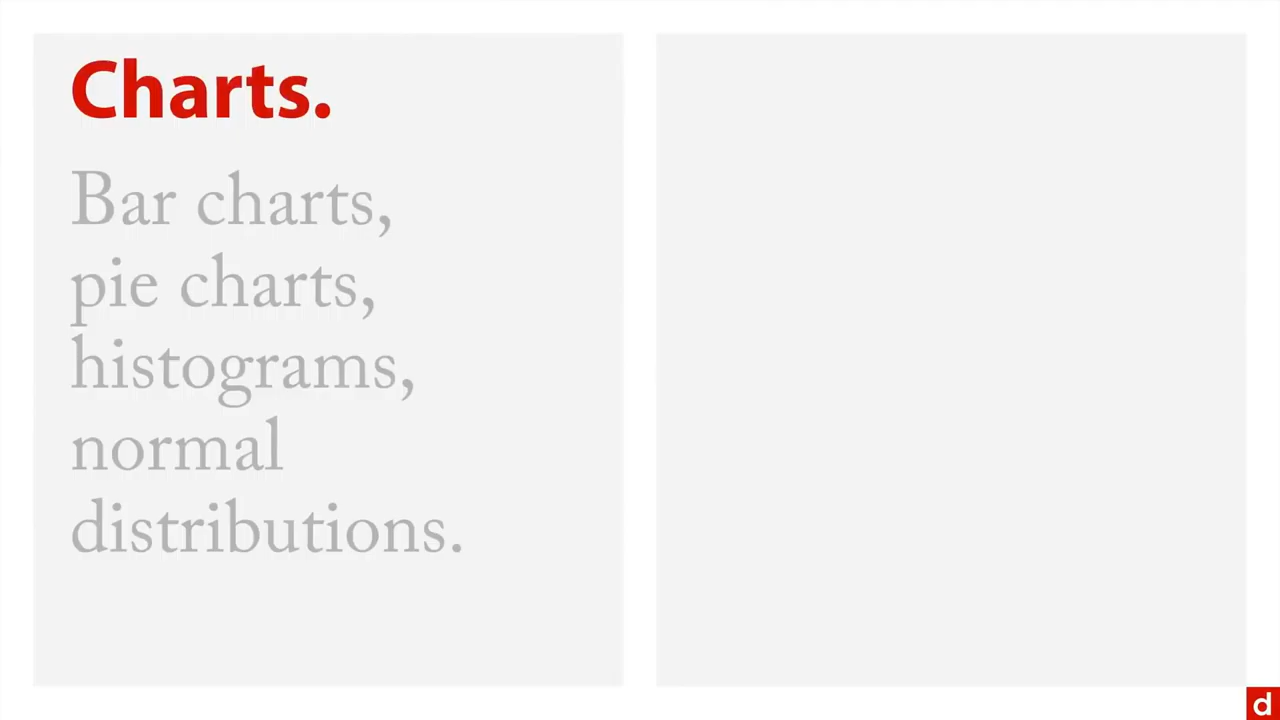 Charts.
Bar charts,
pie charts,
histograms,
normal
distributions.
d